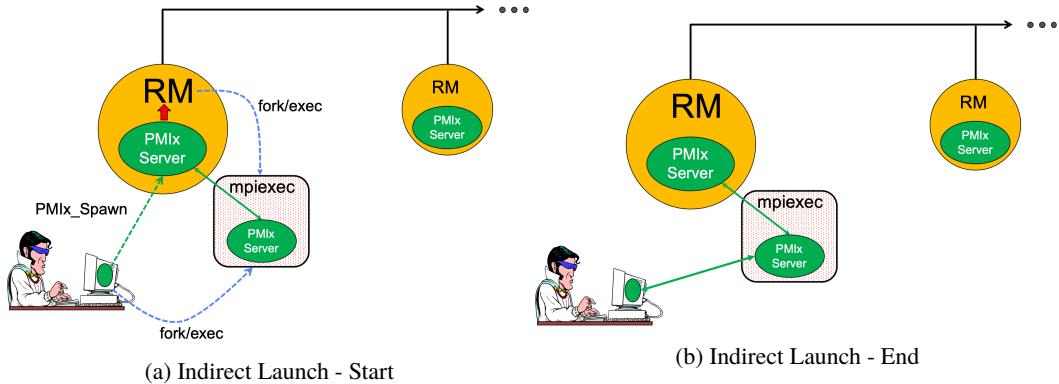 RM
fork/exec
PMIx
Server
mpiexec
PMIx_Spawn
PMIx
Server
fork/exec
RM
PMIx
Server
(a) Indirect Launch - Start
RM
PMIx
Server
mpiexec
PMIx
Server
RM
PMIx
Server
(b) Indirect Launch - End